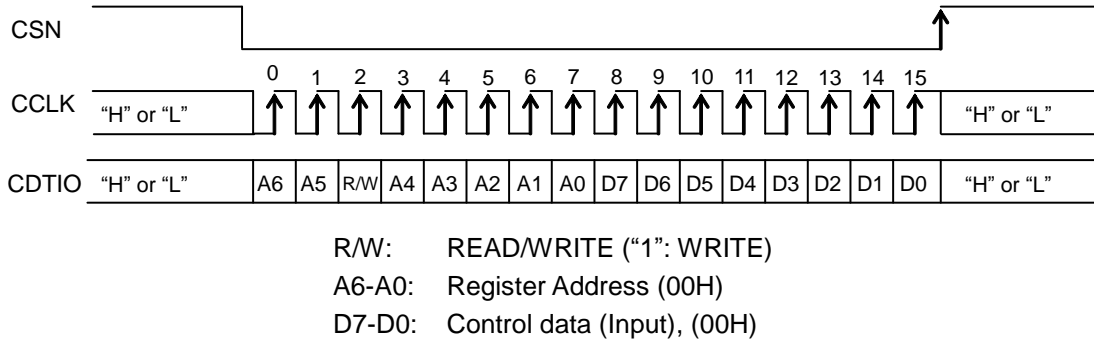 CSN
0 1 2 3 4 5 6 7 8 9 10 11 12 13 14 15
CCLK “H” or “L” “H” or “L”
CDTIO “H” or “L” A6 A5 R/W A4 A3 A2 A1 A0 D7 D6 D5 D4 D3 D2 D1 D0 “H” or “L”
R/W: READ/WRITE (“1”: WRITE)
A6-A0: Register Address (00H)
D7-D0: Control data (Input), (00H)